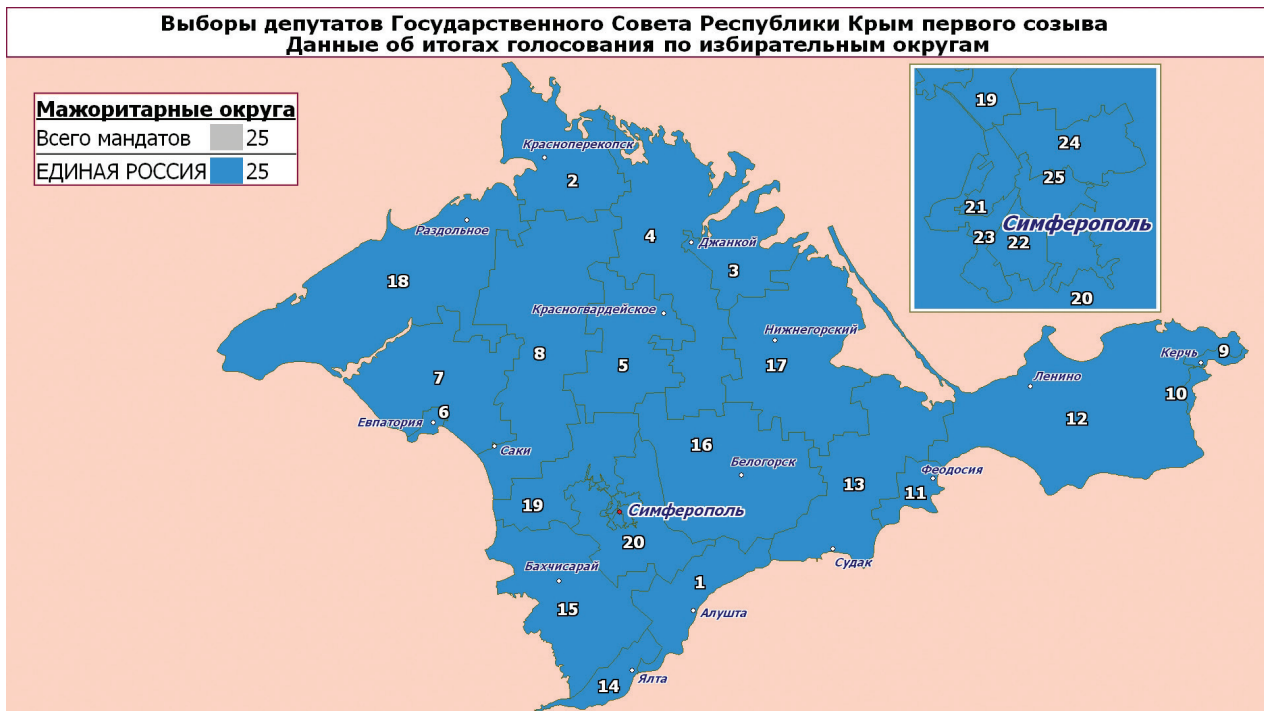 Выборы депутатов Государственного Совета Республики Крым первого созыва
Данные об итогах голосования по избирательным округам
Мажоритарные округа
Всего мандатов 25
ЕДИНАЯ РОССИЯ 25
19
24
25
21
Симферополь
23
22
20
Красноперекопск
2
Раздольное
4
Джанкой
3
18
Красногвардейское
Нижнегорский
8
5
17
Керчь
9
7
Ленино
10
6
12
Евпатория
16
Саки
Белогорск
Феодосия
13
11
19
Симферополь
20
Судак
Бахчисарай
1
15
Алушта
Ялта
14